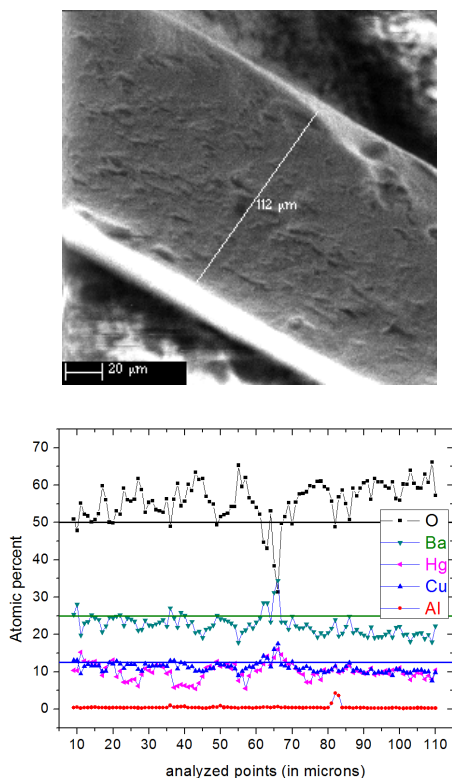 112 µm
20 µm
70
60
50
40
30
20
10
0
O
Ba
Hg
Cu
Al
Atomic percent
10 20 30 40 50 60 70 80 90 100 110
analyzed points (in microns)